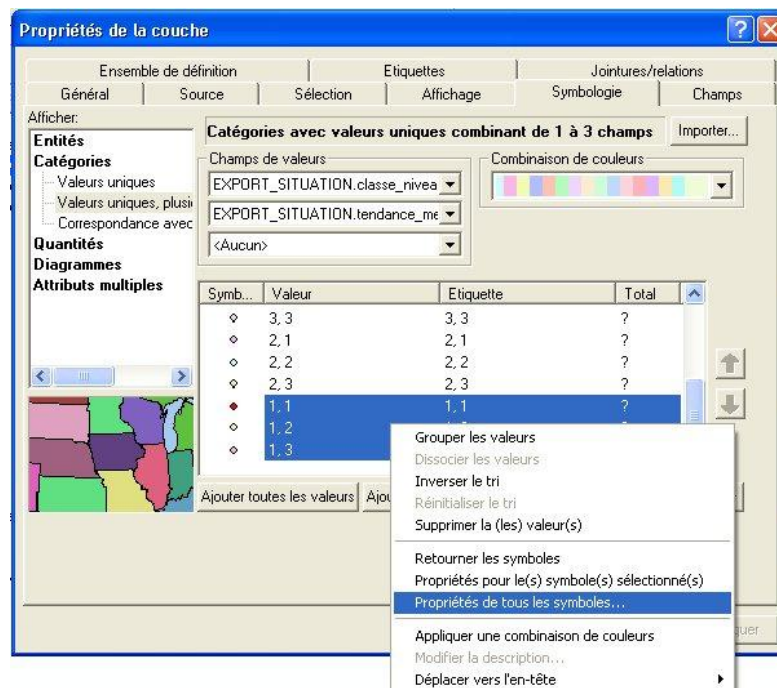 Propriétés de la couche
Ensemble de définition Etiquettes Jointures/relations
Général Source Sélection Affichage Symbologie Champs
Afficher:
Entités
Catégories
Valeurs uniques
Valeurs uniques, plusi
Correspondance avec
Quantités
Diagrammes
Attributs multiples
Catégories avec valeurs uniques combinant de 1 à 3 champs
Importer...
Champs de valeurs
EXPORT_SITUATION.classe_nivea
EXPORT_SITUATION.tendance_me
<Aucun>
Combinaison de couleurs
Symb... Valeur Etiquette Total
3, 3 3, 3 ?
2, 1 2, 1 ?
2, 2 2, 2 ?
2, 3 2, 3 ?
1, 1 1, 1 ?
1, 2
1, 3
Ajouter toutes les valeurs Ajou
Grouper les valeurs
Dissocier les valeurs
Inverser le tri
Réinitialiser le tri
Supprimer la (les) valeur(s)
Retourner les symboles
Propriétés pour le(s) symbole(s) sélectionné(s)
Propriétés de tous les symboles...
Appliquer une combinaison de couleurs
Modifier la description...
Déplacer vers l'en-tête
quer